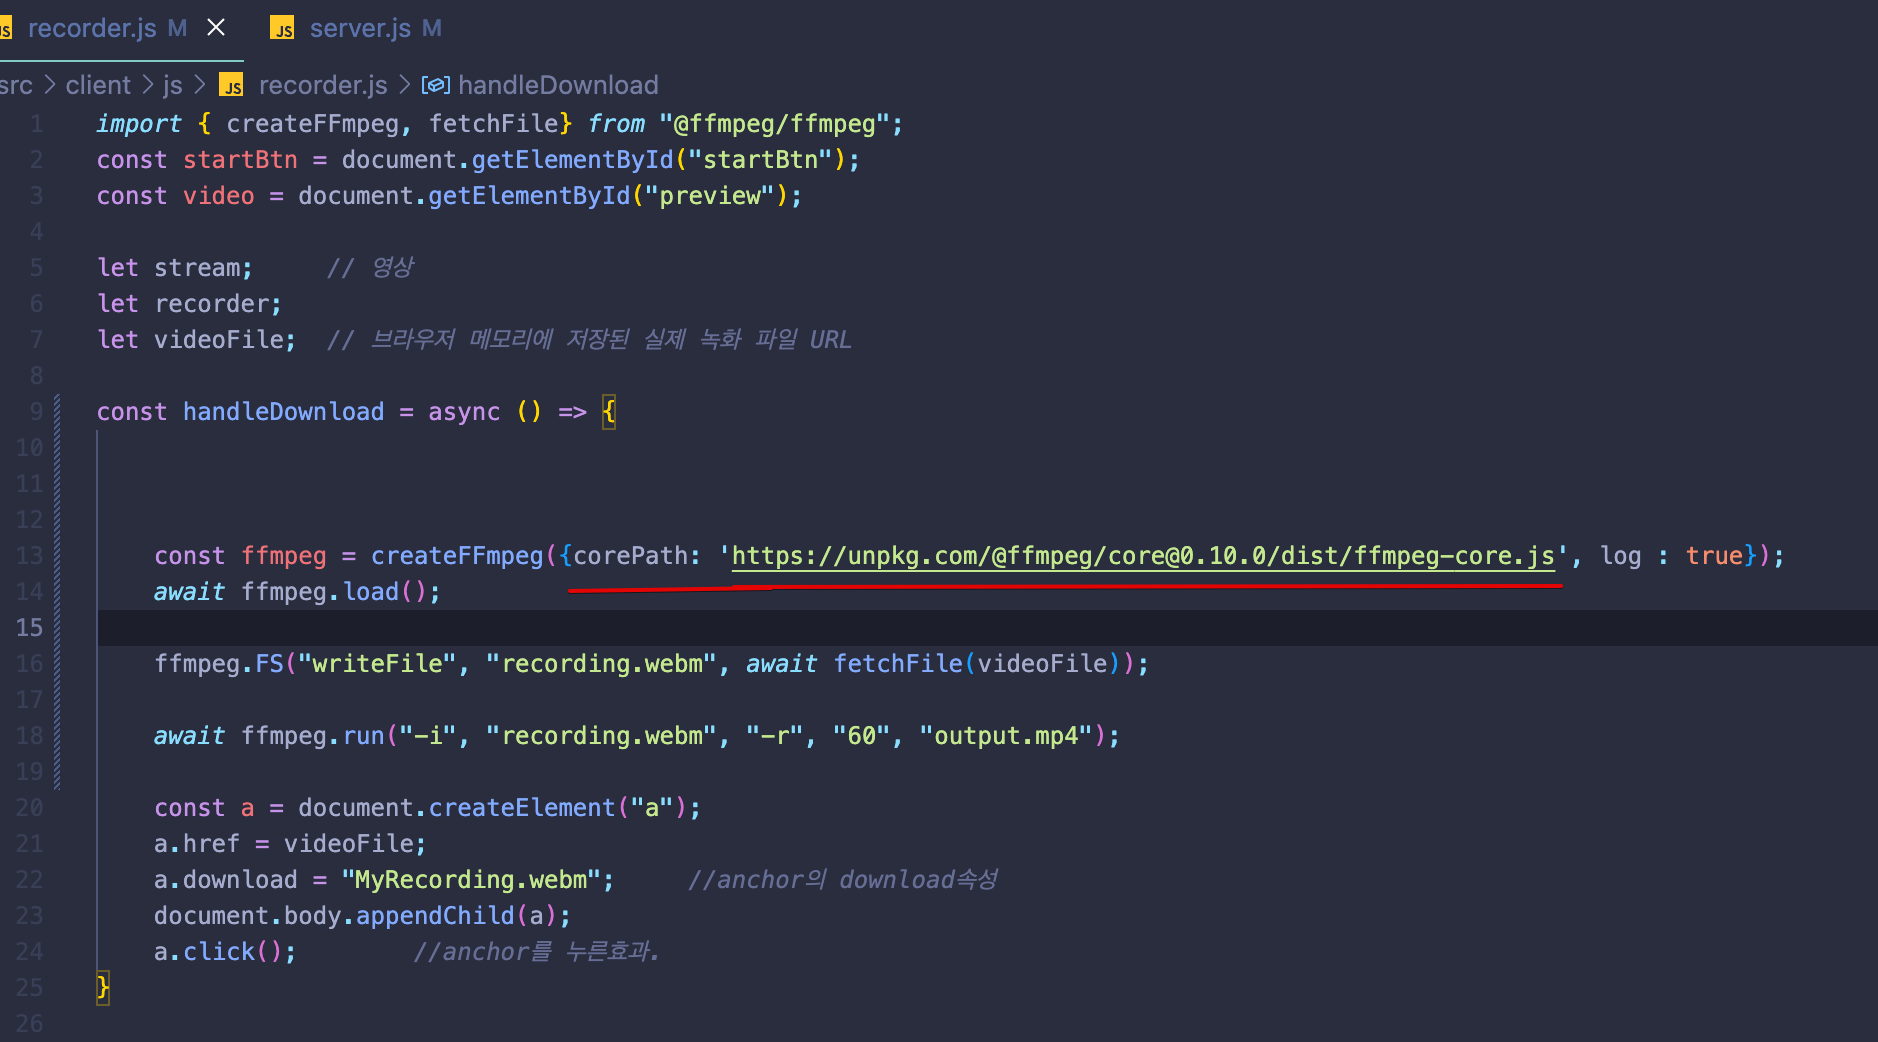 JS recorder.js M JS server.js M
src client js JS recorder.js handleDownload
1 import { createFFmpeg, fetchFile} from "@ffmpeg/ffmpeg";
2 const startBtn = document.getElementById("startBtn");
3 const video = document.getElementById("preview");
4
5 let stream; // 영상
6 let recorder;
7 let videoFile; // 브라우저 메모리에 저장된 실제 녹화 파일 URL
8
9 const handleDownload = async () => {
10
11
12
13 const ffmpeg = createFFmpeg({corePath: 'https://unpkg.com/@ffmpeg/core@0.10.0/dist/ffmpeg-core.js', log : true});
14 await ffmpeg.load();
15
16 ffmpeg.FS("writeFile", "recording.webm", await fetchFile(videoFile));
17
18 await ffmpeg.run("-i", "recording.webm", "-r", "60", "output.mp4");
19
20 const a = document.createElement("a");
21 a.href = videoFile;
22 a.download = "MyRecording.webm"; //anchor의 download속성
23 document.body.appendChild(a);
24 a.click(); //anchor를 누른효과.
25 }
26